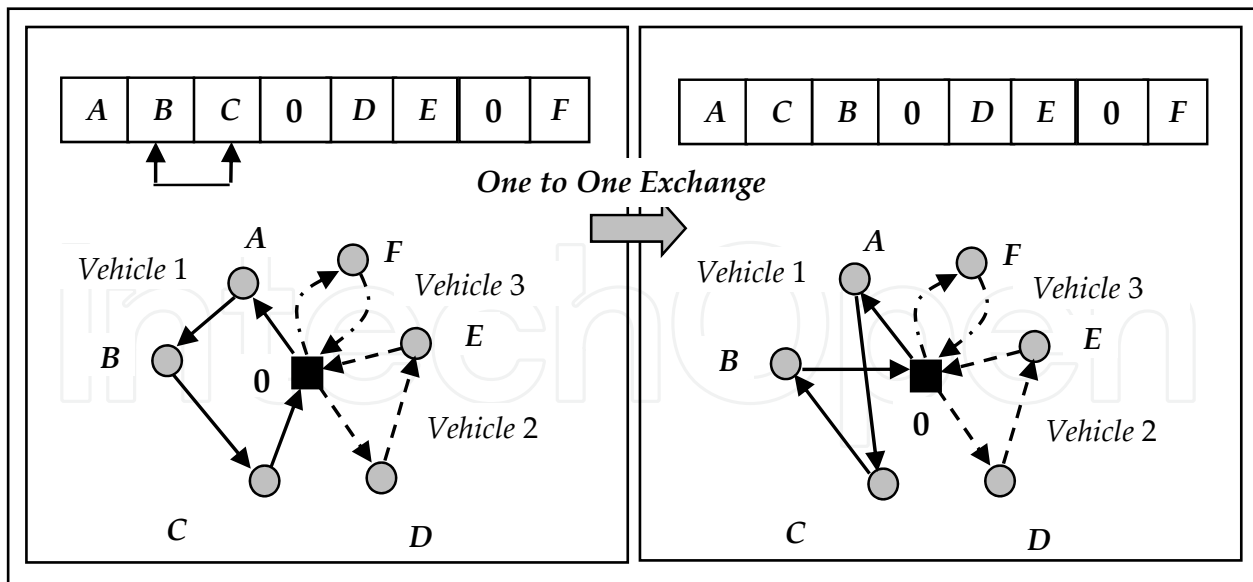 A B C 0 D E 0 F
A C B 0 D E 0 F
One to One Exchange
A
F
Vehicle 1
Vehicle 3
B
E
0
Vehicle 2
C
D
A
F
Vehicle 1
Vehicle 3
B
E
0
Vehicle 2
C
D
IntechOpen